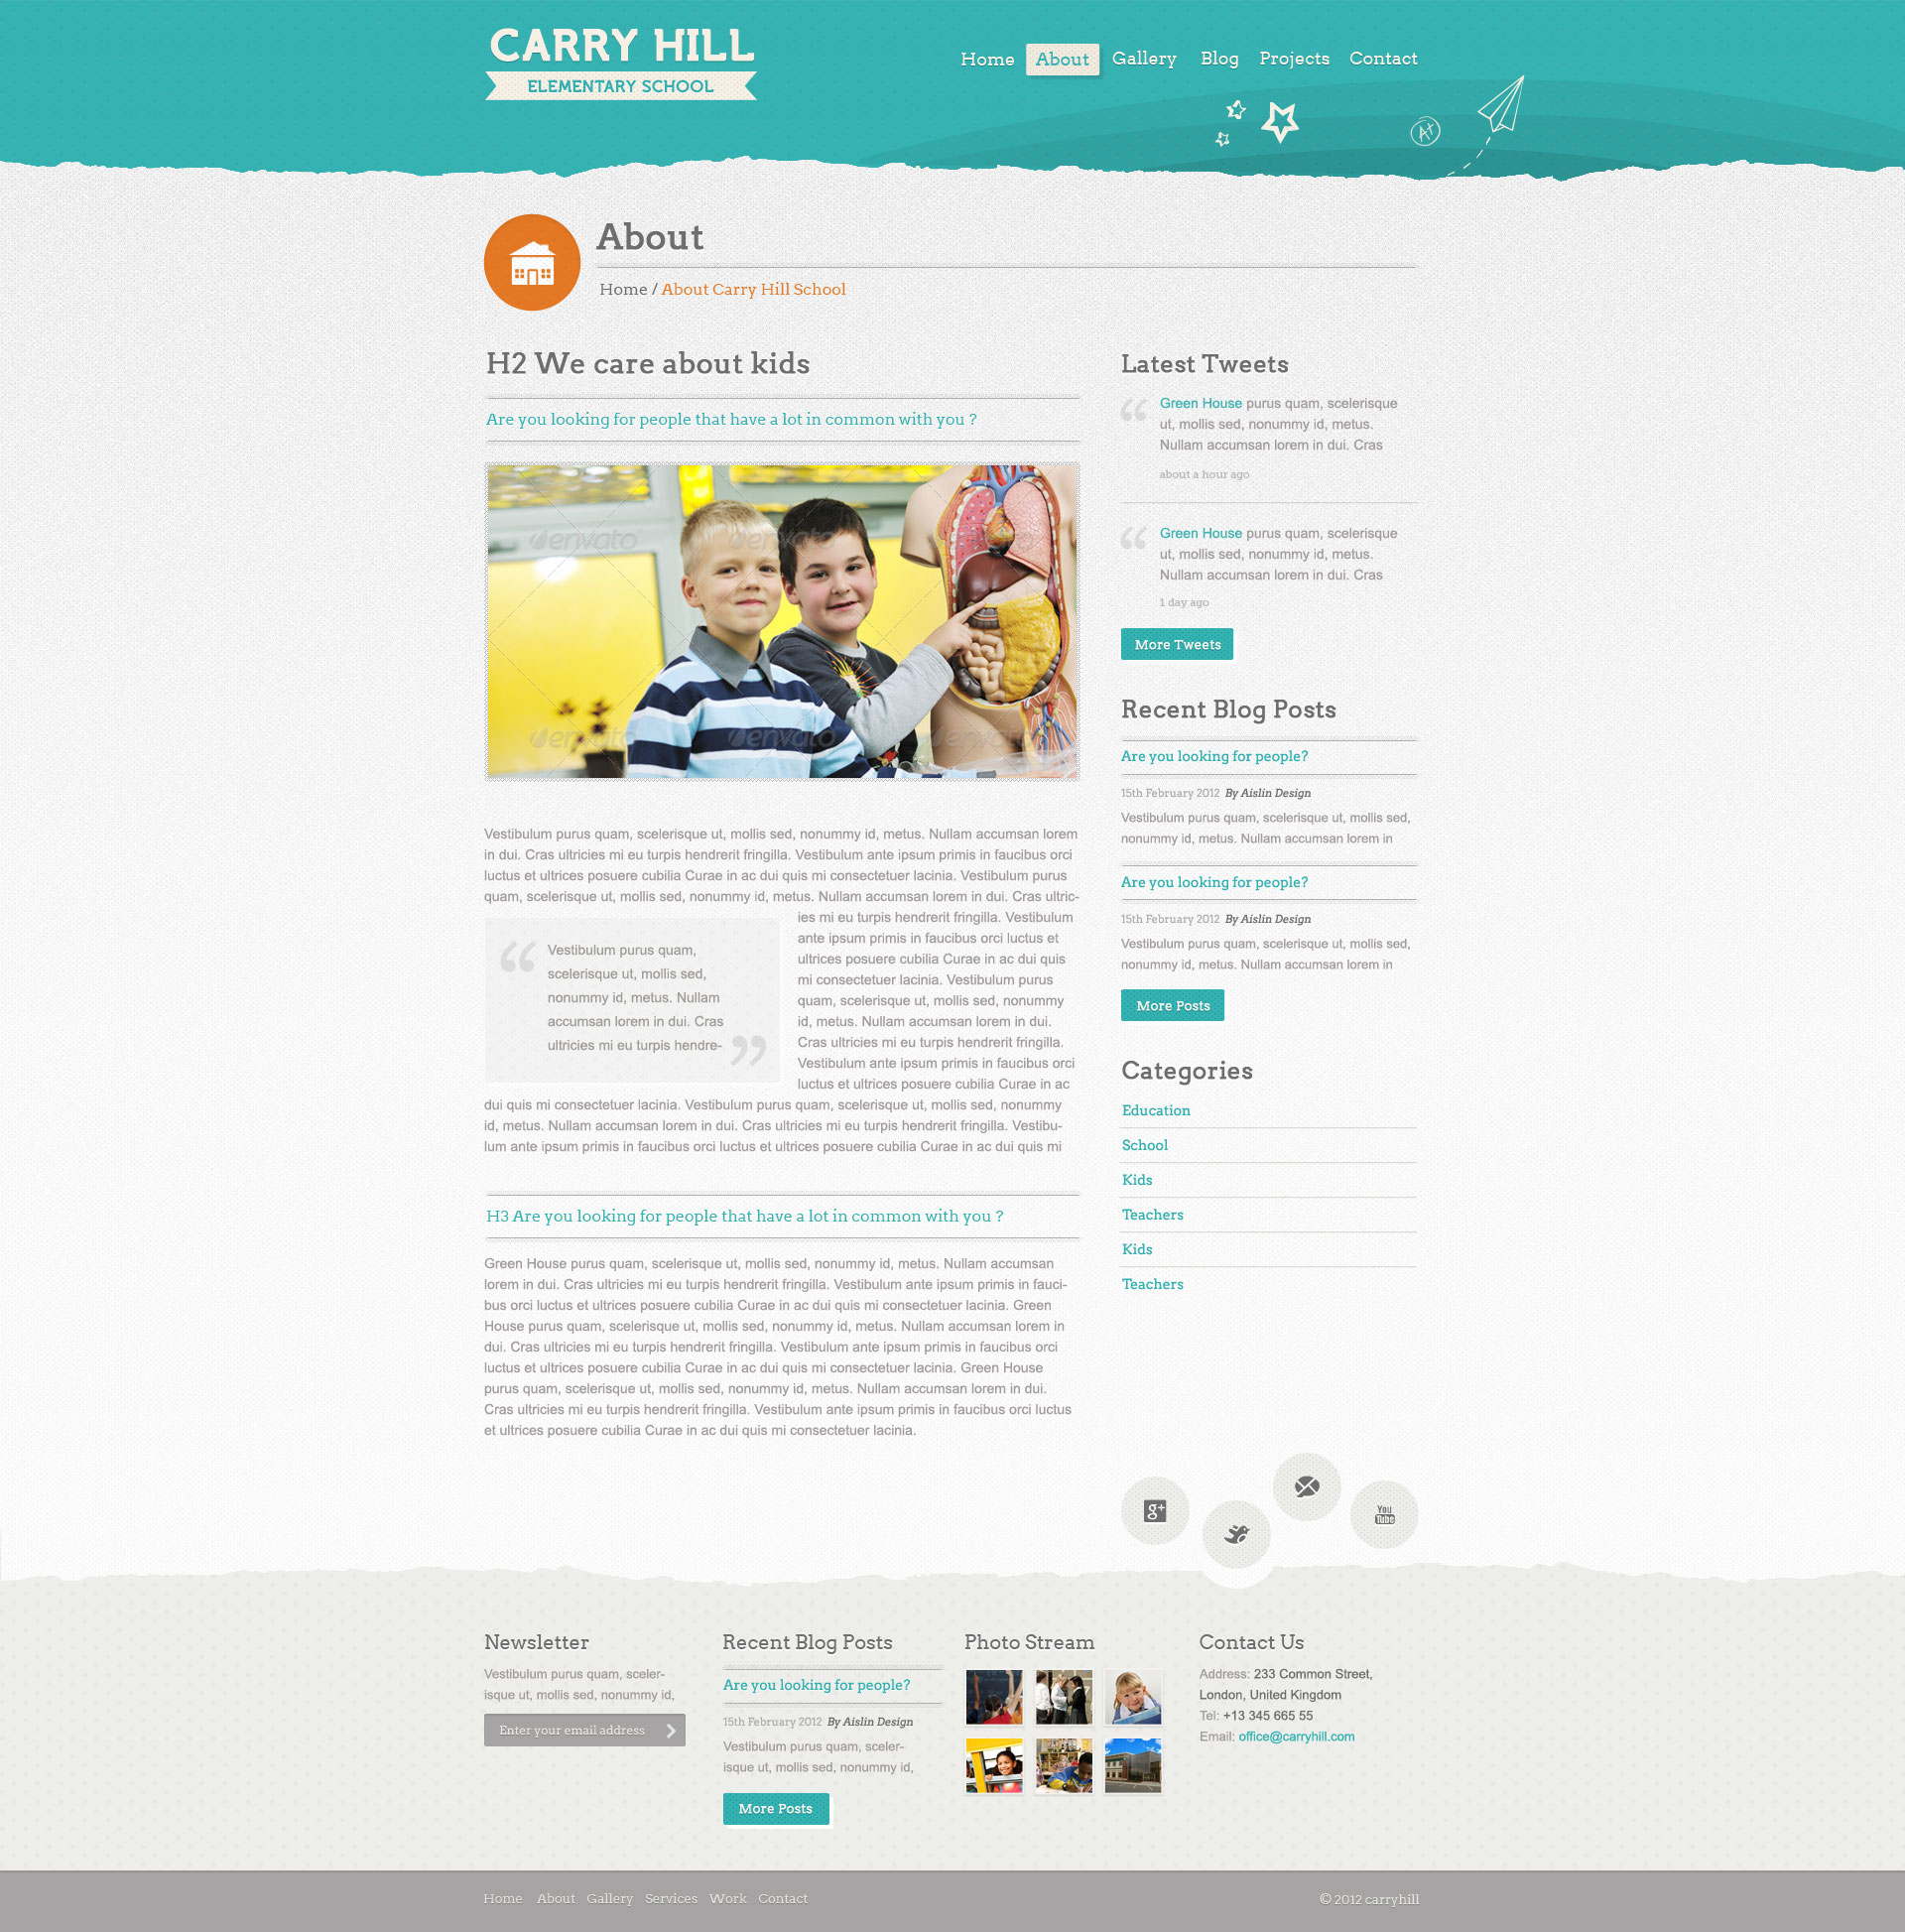 CARRY HILL
ELEMENTARY SCHOOL
Home About Gallery Blog Projects Contact
A+
About
Home / About Carry Hill School
H2 We care about kids
Are you looking for people that have a lot in common with you ?
envato envato envato
envato envato envato
Vestibulum purus quam, scelerisque ut, mollis sed, nonummy id, metus. Nullam accumsan lorem
in dui. Cras ultricies mi eu turpis hendrerit fringilla. Vestibulum ante ipsum primis in faucibus orci
luctus et ultrices posuere cubilia Curae in ac dui quis mi consectetuer lacinia. Vestibulum purus
quam, scelerisque ut, mollis sed, nonummy id, metus. Nullam accumsan lorem in dui. Cras ultric-
ies mi eu turpis hendrerit fringilla. Vestibulum
ante ipsum primis in faucibus orci luctus et
ultrices posuere cubilia Curae in ac dui quis
mi consectetuer lacinia. Vestibulum purus
quam, scelerisque ut, mollis sed, nonummy
id, metus. Nullam accumsan lorem in dui.
Cras ultricies mi eu turpis hendrerit fringilla.
Vestibulum ante ipsum primis in faucibus orci
luctus et ultrices posuere cubilia Curae in ac
“ Vestibulum purus quam,
scelerisque ut, mollis sed,
nonummy id, metus. Nullam
accumsan lorem in dui. Cras
ultricies mi eu turpis hendre- ”
dui quis mi consectetuer lacinia. Vestibulum purus quam, scelerisque ut, mollis sed, nonummy
id, metus. Nullam accumsan lorem in dui. Cras ultricies mi eu turpis hendrerit fringilla. Vestibu-
lum ante ipsum primis in faucibus orci luctus et ultrices posuere cubilia Curae in ac dui quis mi
H3 Are you looking for people that have a lot in common with you ?
Green House purus quam, scelerisque ut, mollis sed, nonummy id, metus. Nullam accumsan
lorem in dui. Cras ultricies mi eu turpis hendrerit fringilla. Vestibulum ante ipsum primis in fauci-
bus orci luctus et ultrices posuere cubilia Curae in ac dui quis mi consectetuer lacinia. Green
House purus quam, scelerisque ut, mollis sed, nonummy id, metus. Nullam accumsan lorem in
dui. Cras ultricies mi eu turpis hendrerit fringilla. Vestibulum ante ipsum primis in faucibus orci
luctus et ultrices posuere cubilia Curae in ac dui quis mi consectetuer lacinia. Green House
purus quam, scelerisque ut, mollis sed, nonummy id, metus. Nullam accumsan lorem in dui.
Cras ultricies mi eu turpis hendrerit fringilla. Vestibulum ante ipsum primis in faucibus orci luctus
et ultrices posuere cubilia Curae in ac dui quis mi consectetuer lacinia.
Latest Tweets
“ Green House purus quam, scelerisque
ut, mollis sed, nonummy id, metus.
Nullam accumsan lorem in dui. Cras
about a hour ago
“ Green House purus quam, scelerisque
ut, mollis sed, nonummy id, metus.
Nullam accumsan lorem in dui. Cras
1 day ago
More Tweets
Recent Blog Posts
Are you looking for people?
15th February 2012 By Aislin Design
Vestibulum purus quam, scelerisque ut, mollis sed,
nonummy id, metus. Nullam accumsan lorem in
Are you looking for people?
15th February 2012 By Aislin Design
Vestibulum purus quam, scelerisque ut, mollis sed,
nonummy id, metus. Nullam accumsan lorem in
More Posts
Categories
Education
School
Kids
Teachers
Kids
Teachers
g+
You
Tube
Newsletter
Vestibulum purus quam, sceler-
isque ut, mollis sed, nonummy id,
Enter your email address
Recent Blog Posts
Are you looking for people?
15th February 2012 By Aislin Design
Vestibulum purus quam, sceler-
isque ut, mollis sed, nonummy id,
More Posts
Photo Stream
Contact Us
Address: 233 Common Street,
London, United Kingdom
Tel: +13 345 665 55
Email: office@carryhill.com
Home About Gallery Services Work Contact
© 2012 carryhill